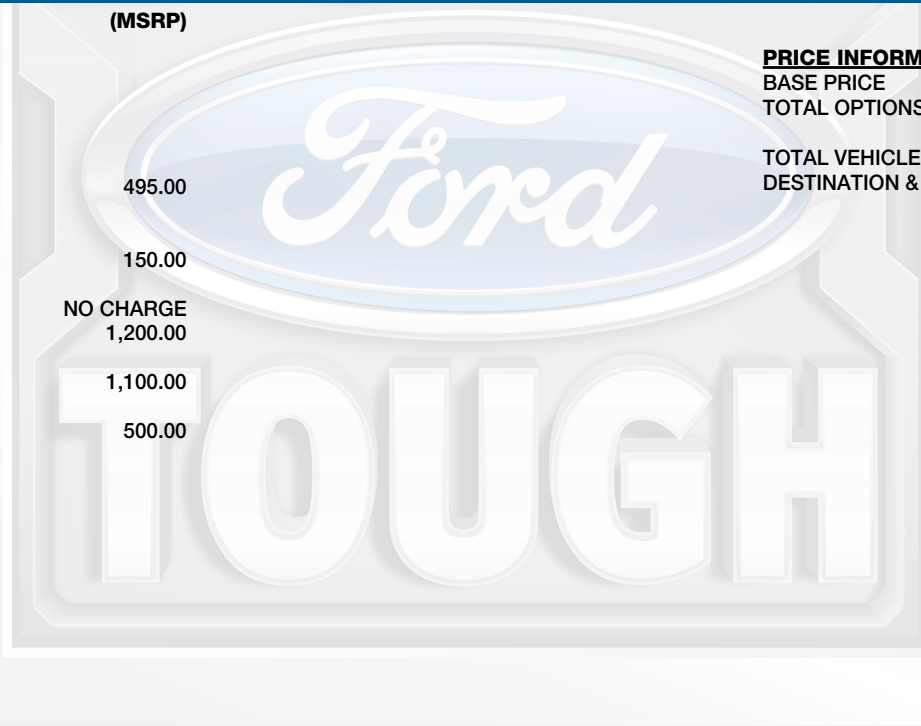 (MSRP)
495.00
150.00
NO CHARGE
1,200.00
1,100.00
500.00
PRICE INFORM
BASE PRICE
TOTAL OPTIONS
TOTAL VEHICLE
DESTINATION &
Ford
TOUGH